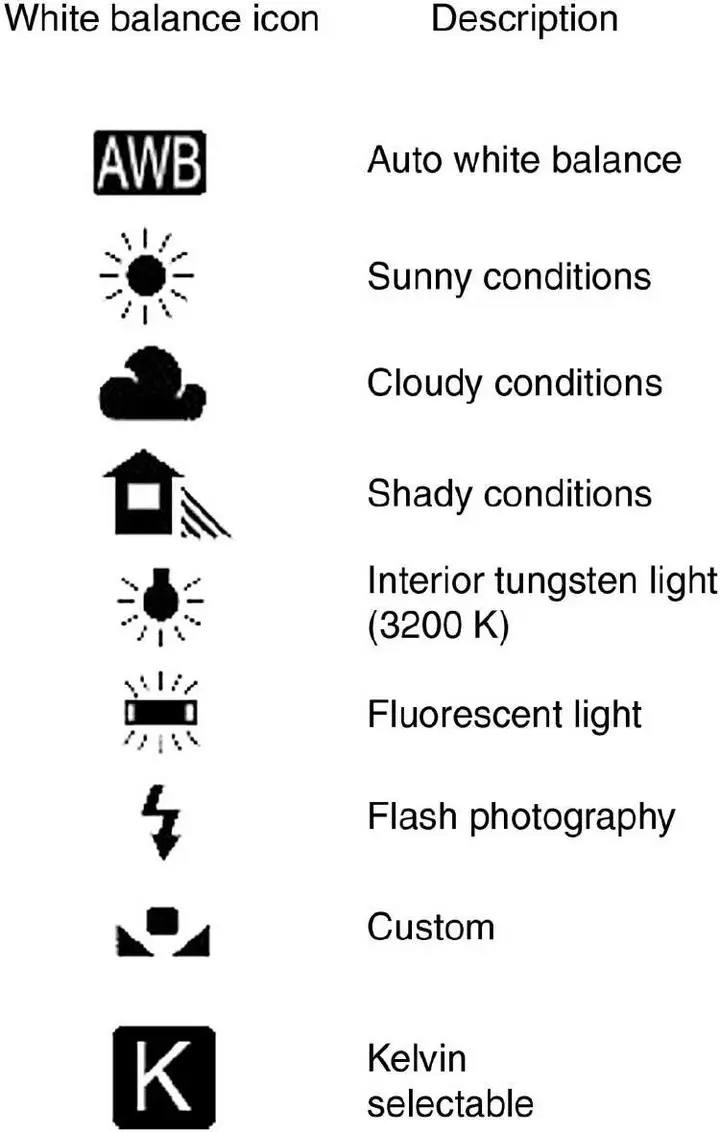 White balance icon Description
AWB Auto white balance
Sunny conditions
Cloudy conditions
Shady conditions
Interior tungsten light
(3200 K)
Fluorescent light
Flash photography
Custom
K Kelvin
selectable